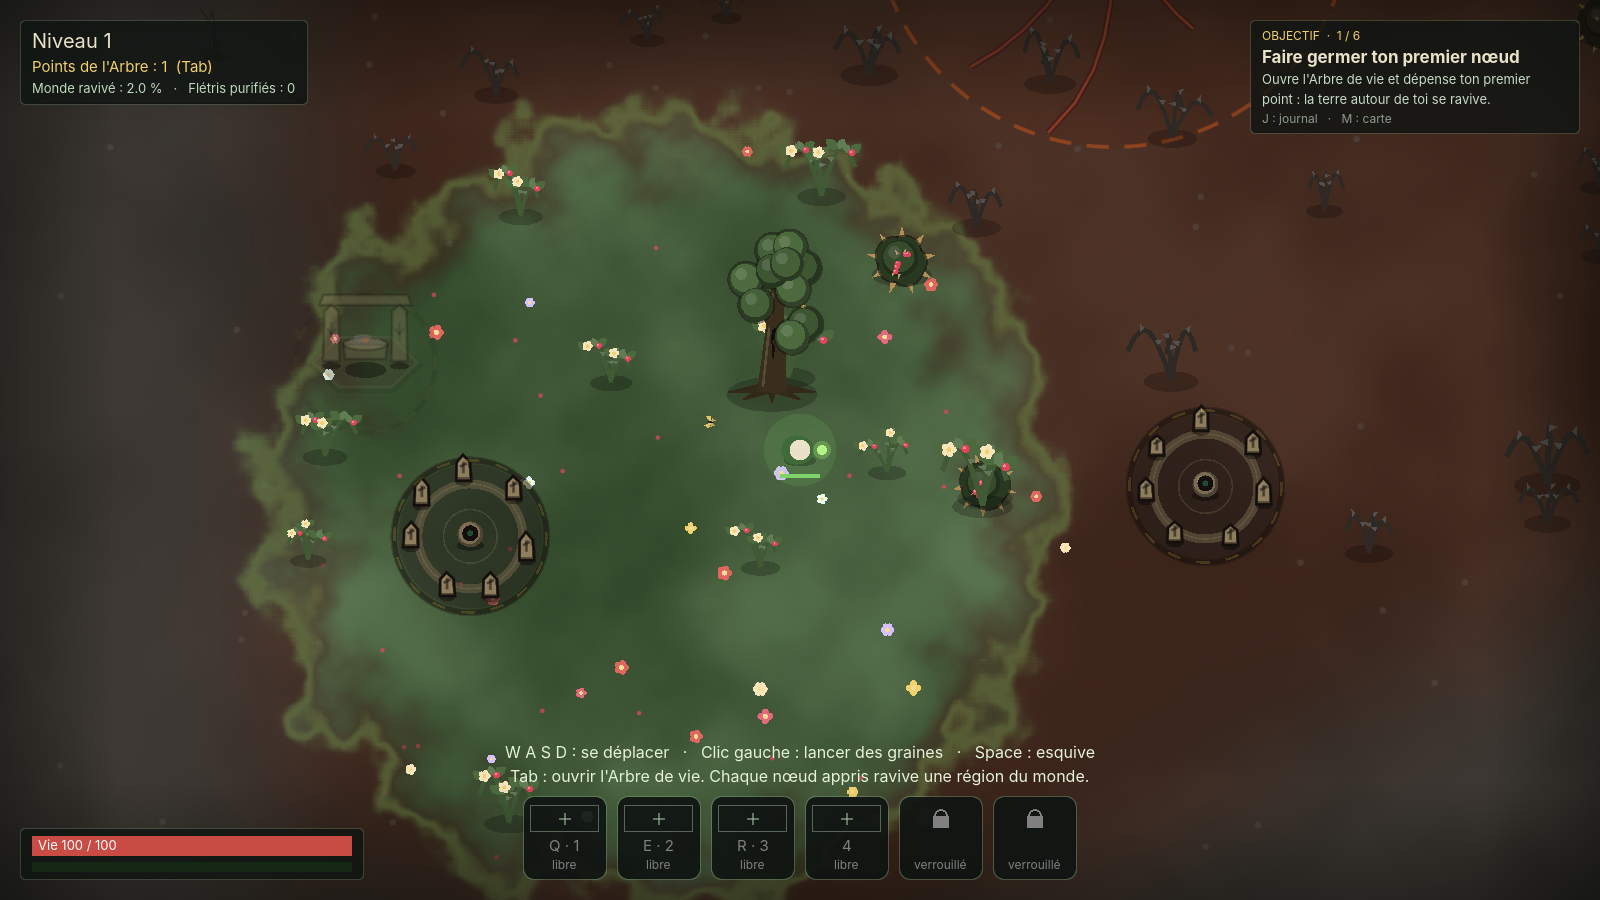 Niveau 1
Points de l'Arbre : 1 (Tab)
Monde ravivé : 2.0 % · Flétris purifiés : 0
OBJECTIF · 1 / 6
Faire germer ton premier nœud
Ouvre l'Arbre de vie et dépense ton premier
point : la terre autour de toi se ravive.
J : journal · M : carte
W A S D : se déplacer · Clic gauche : lancer des graines · Space : esquive
Tab : ouvrir l'Arbre de vie. Chaque nœud appris ravive une région du monde.
Vie 100 / 100
Q · 1 E · 2 R · 3 4
libre libre libre libre verrouillé verrouillé